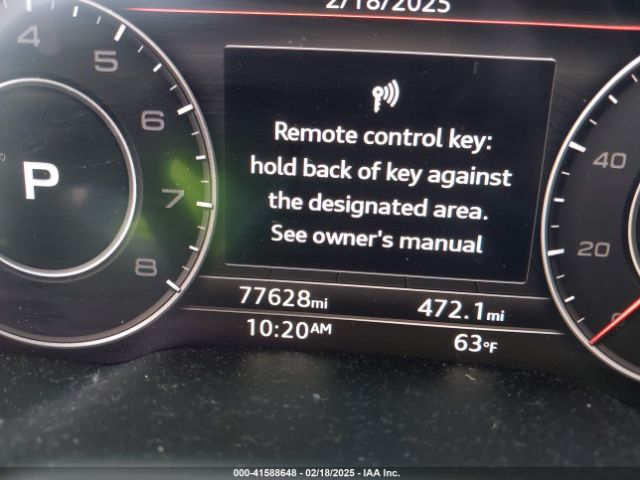 2/18/2025
4
5
6
7
8
P
Remote control key:
hold back of key against
the designated area.
See owner's manual
40
20
0
77628mi
472.1mi
10:20AM
63°F
000-41588648 - 02/18/2025 - IAA Inc.